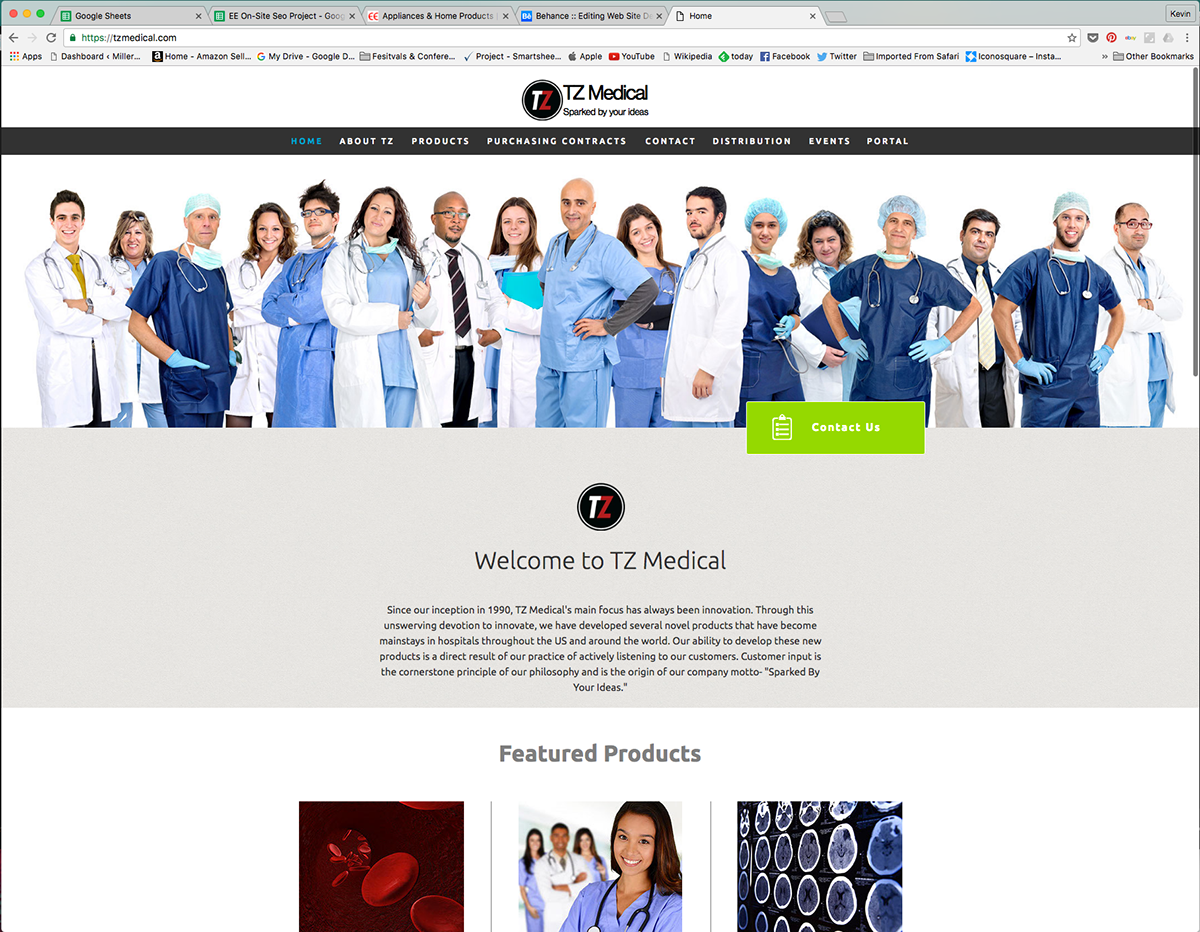 Google Sheets
EE On-Site Seo Project - Goog
EE Appliances & Home Products
Bē Behance :: Editing Web Site De
Home
Kevin
https://tzmedical.com
Apps
Dashboard ‹ Miller...
a Home - Amazon Sell...
G My Drive - Google D...
Fesitvals & Confere...
Project - Smartshee...
Apple
YouTube
Wikipedia
today
Facebook
Twitter
Imported From Safari
Iconosquare – Insta...
» Other Bookmarks
TZ TZ Medical
Sparked by your ideas
HOME ABOUT TZ PRODUCTS PURCHASING CONTRACTS CONTACT DISTRIBUTION EVENTS PORTAL
Contact Us
TZ
Welcome to TZ Medical
Since our inception in 1990, TZ Medical's main focus has always been innovation. Through this
unswerving devotion to innovate, we have developed several novel products that have become
mainstays in hospitals throughout the US and around the world. Our ability to develop these new
products is a direct result of our practice of actively listening to our customers. Customer input is
the cornerstone principle of our philosophy and is the origin of our company motto- "Sparked By
Your Ideas."
Featured Products